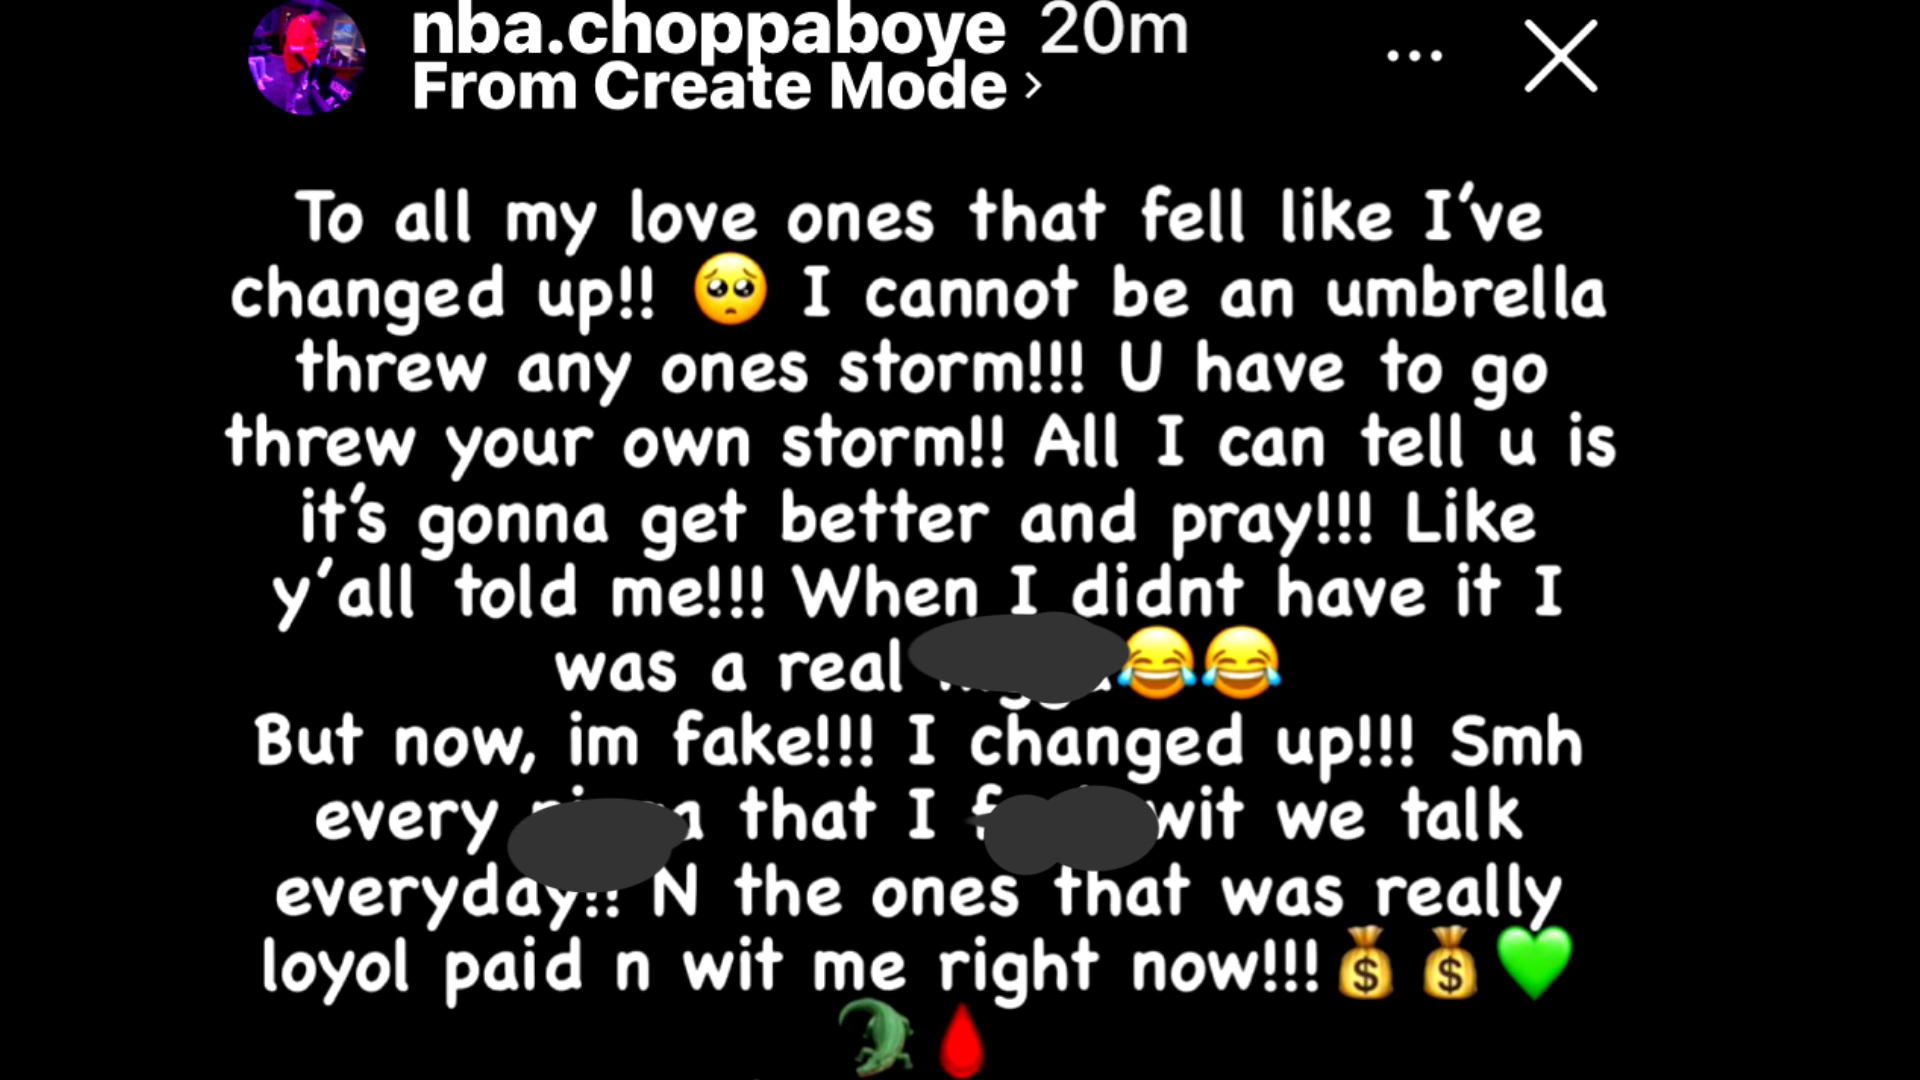 nba.choppaboye 20m
From Create Mode >
To all my love ones that fell like I've
changed up!! 🥺 I cannot be an umbrella
threw any ones storm!!! U have to go
threw your own storm!! All I can tell u is
it's gonna get better and pray!!! Like
y'all told me!!! When I didnt have it I
was a real 😂😂
But now, im fake!!! I changed up!!! Smh
every that I wit we talk
everyday!! N the ones that was really
loyol paid n wit me right now!!!💰💰💚
🐊🩸